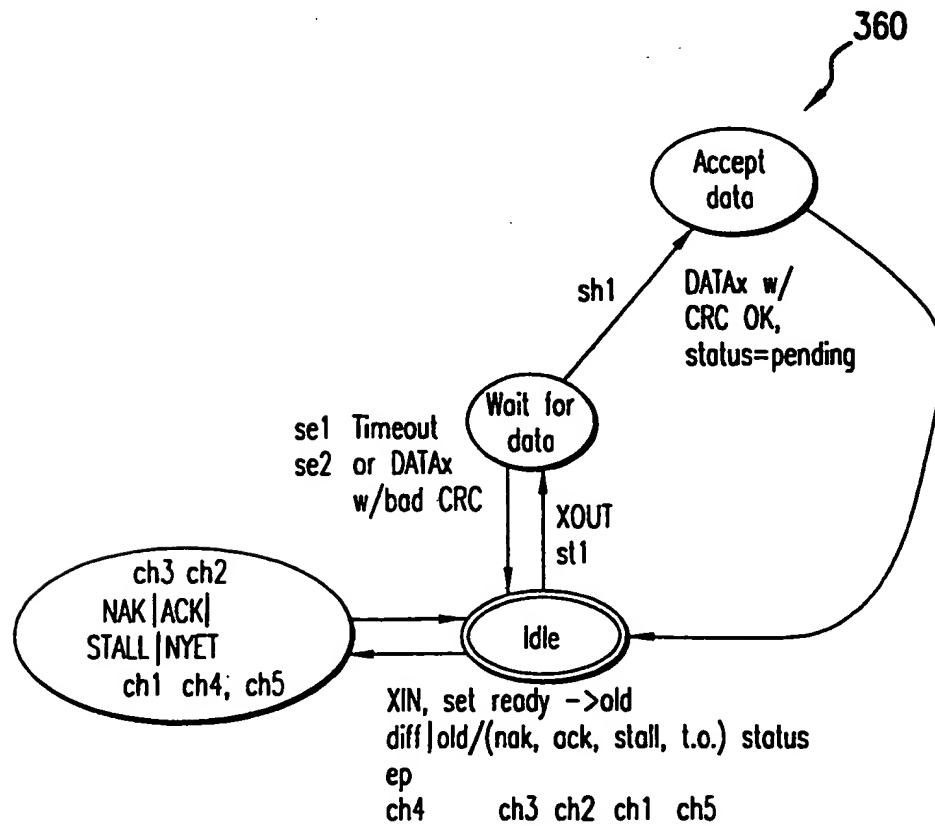 360
Accept
data
sh1
DATAx w/
CRC OK,
status=pending
Wait for
data
se1 Timeout
se2 or DATAx
w/bad CRC
XOUT
st1
ch3 ch2
NAK|ACK|
STALL|NYET
ch1 ch4; ch5
Idle
XIN, set ready ->old
diff|old/(nak, ack, stall, t.o.) status
ep
ch4 ch3 ch2 ch1 ch5